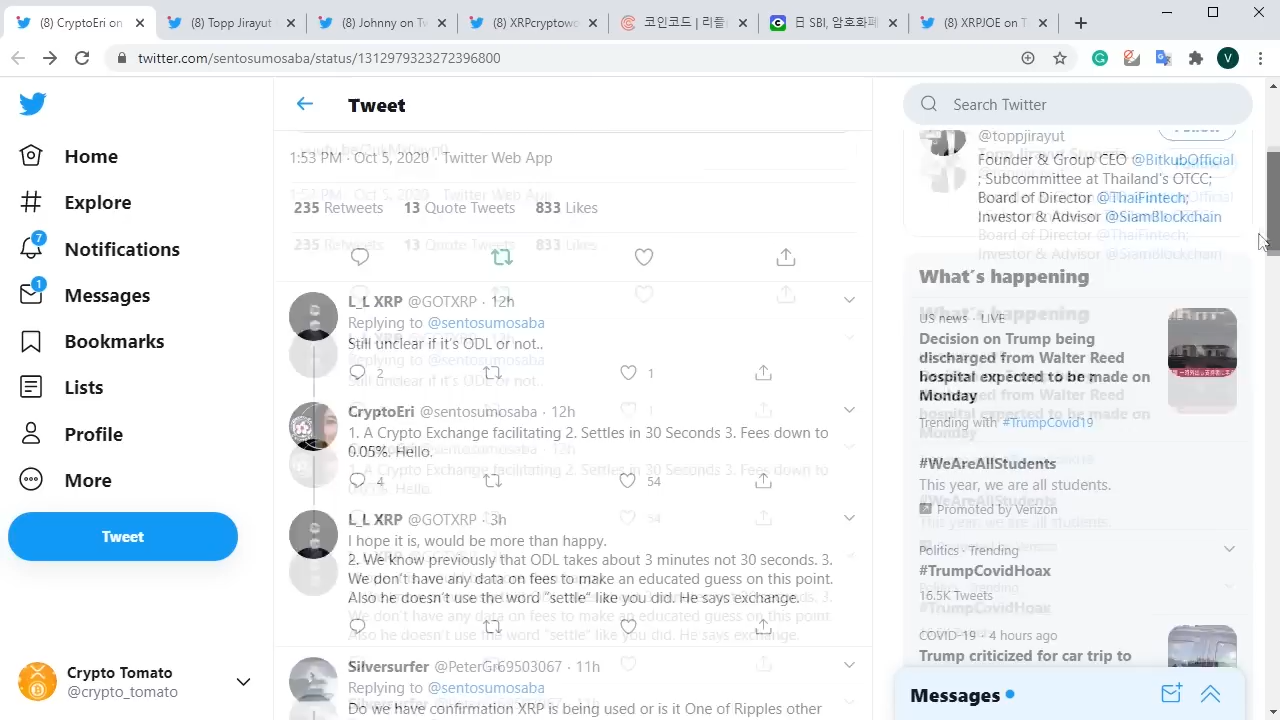 (8) CryptoEri on
(8) Topp Jirayut
(8) Johnny on Tw
(8) XRPcryptowo
코인코드 | 리플(
日 SBI, 암호화폐
(8) XRPJOE on T
twitter.com/sentosumosaba/status/1312979323272396800
V
Home
Explore
7
Notifications
1
Messages
Bookmarks
Lists
Profile
More
Tweet
Crypto Tomato
@crypto_tomato
Tweet
1:53 PM · Oct 5, 2020 · Twitter Web App
235 Retweets 13 Quote Tweets 833 Likes
L_L XRP @GOTXRP · 12h
Replying to @sentosumosaba
Still unclear if it's ODL or not..
2 1
CryptoEri @sentosumosaba · 12h
1. A Crypto Exchange facilitating 2. Settles in 30 Seconds 3. Fees down to
0.05%. Hello.
4 54
L_L XRP @GOTXRP · 3h
I hope it is, would be more than happy.
2. We know previously that ODL takes about 3 minutes not 30 seconds. 3.
We don't have any data on fees to make an educated guess on this point.
Also he doesn't use the word "settle" like you did. He says exchange.
Silversurfer @PeterGr69503067 · 11h
Replying to @sentosumosaba
Do we have confirmation XRP is being used or is it One of Ripples other
Search Twitter
@toppjirayut
Founder & Group CEO @BitkubOfficial
; Subcommittee at Thailand's OTCC;
Board of Director @ThaiFintech;
Investor & Advisor @SiamBlockchain
What's happening
US news · LIVE
Decision on Trump being
discharged from Walter Reed
hospital expected to be made on
Monday
Trending with #TrumpCovid19
#WeAreAllStudents
This year, we are all students.
Promoted by Verizon
Politics · Trending
#TrumpCovidHoax
16.5K Tweets
COVID-19 · 4 hours ago
Trump criticized for car trip to
Messages